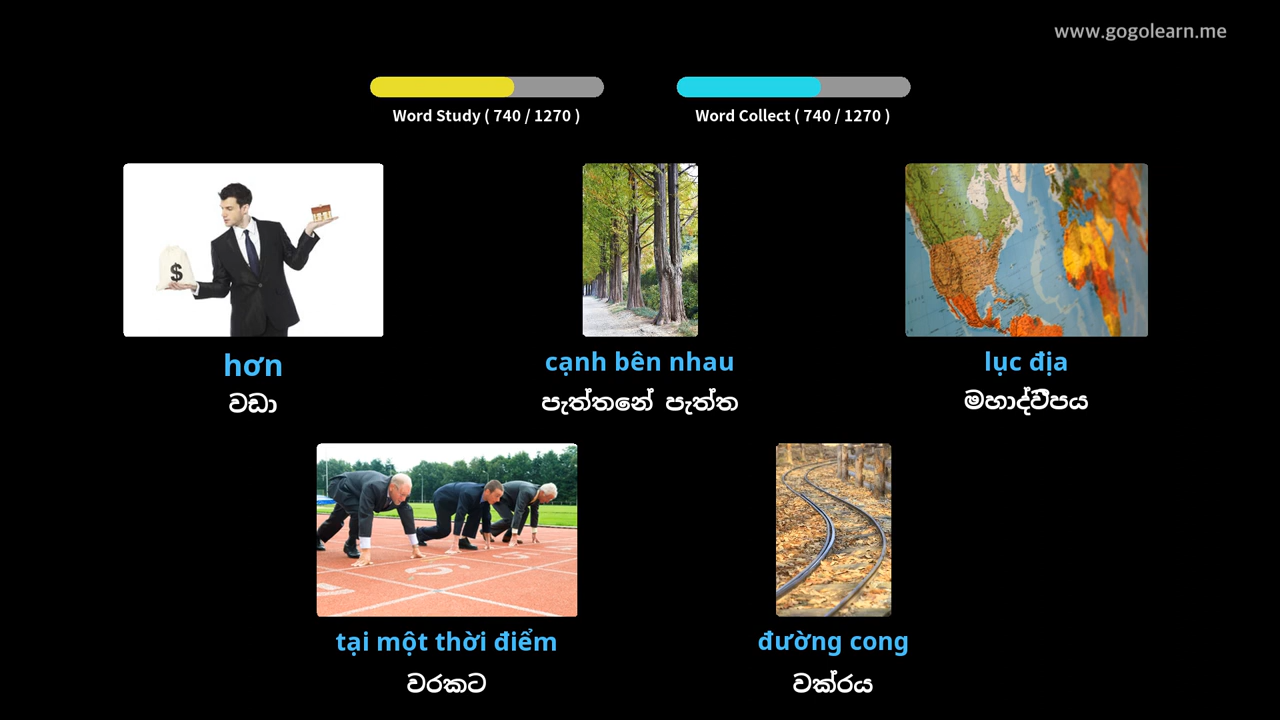 www.gogolearn.me
Word Study ( 740 / 1270 )
Word Collect ( 740 / 1270 )
$
hơn
වඩා
cạnh bên nhau
පැත්තනේ පැත්ත
lục địa
මහාද්වීපය
tại một thời điểm
වරකට
đường cong
වක්රය